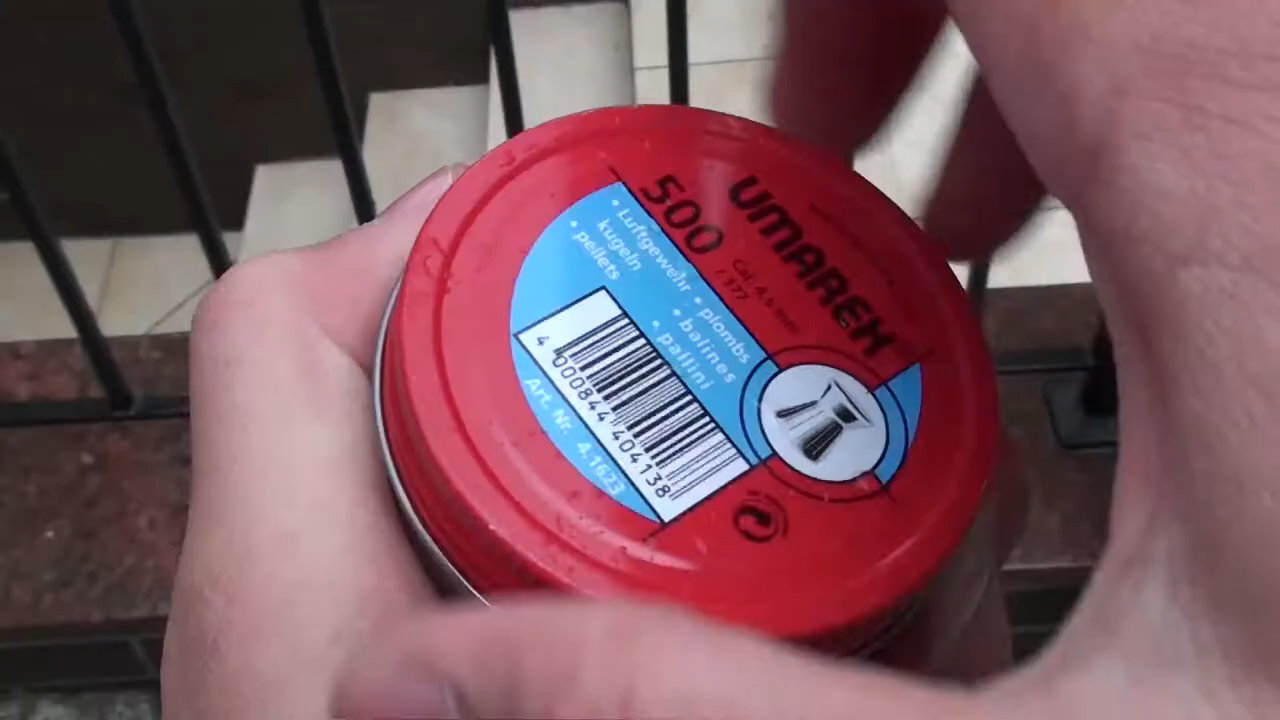 UMAREX
500
Cal. 4,5 mm
/.177
• Luftgewehr
kugeln
• pellets
• plombs
• balines
• pallini
4 000844 404138
Art. Nr. 4.1623